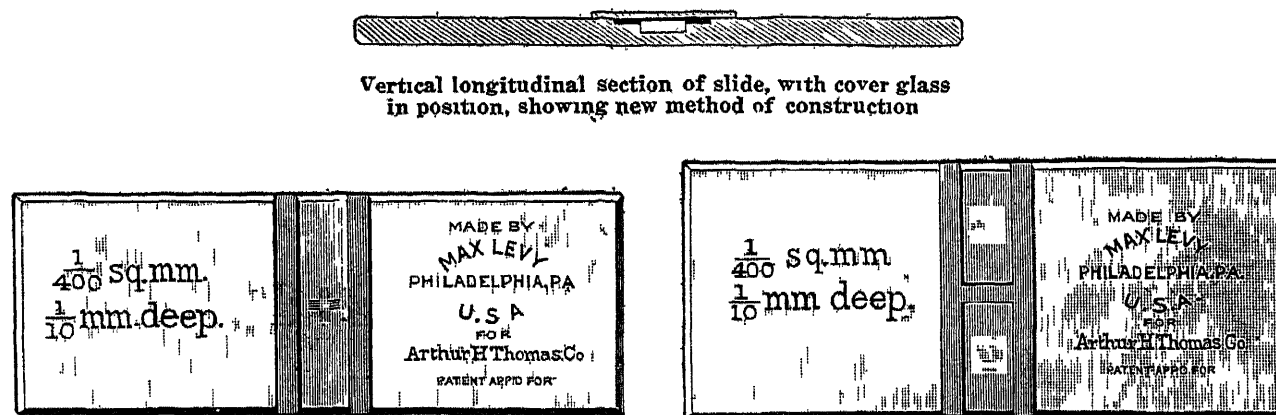 Vertical longitudinal section of slide, with cover glass
in position, showing new method of construction
1/400 sq.mm.
1/10 mm deep.
MADE BY
MAX LEVY
PHILADELPHIA, PA
U.S.A
FOR
Arthur H Thomas. Co
PATENT APP'D FOR
1/400 sq.mm
1/10 mm deep.
MADE BY
MAX LEVY
PHILADELPHIA, PA.
U.S.A
FOR
Arthur H. Thomas. Co
PATENT APP'D FOR